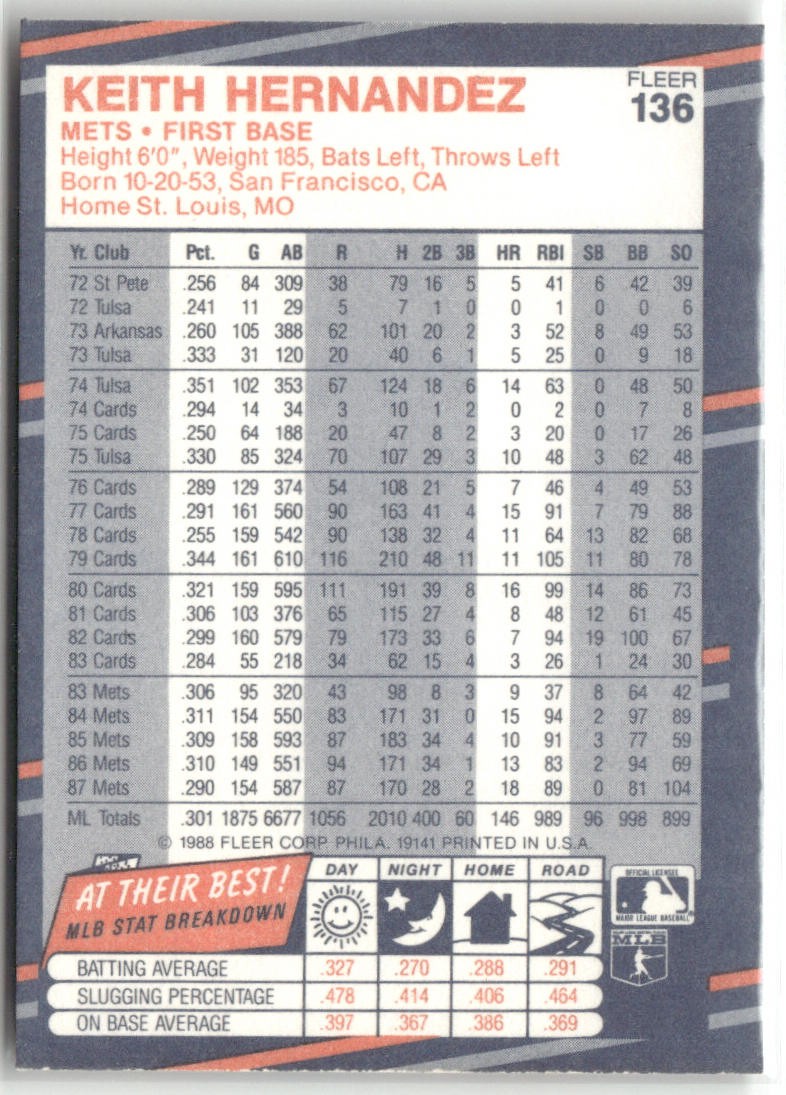 KEITH HERNANDEZ
FLEER
136
METS • FIRST BASE
Height 6'0", Weight 185, Bats Left, Throws Left
Born 10-20-53, San Francisco, CA
Home St. Louis, MO
Yr. Club Pct. G AB R H 2B 3B HR RBI SB BB SO
72 St Pete .256 84 309 38 79 16 5 5 41 6 42 39
72 Tulsa .241 11 29 5 7 1 0 0 1 0 0 6
73 Arkansas .260 105 388 62 101 20 2 3 52 8 49 53
73 Tulsa .333 31 120 20 40 6 1 5 25 0 9 18
74 Tulsa .351 102 353 67 124 18 6 14 63 0 48 50
74 Cards .294 14 34 3 10 1 2 0 2 0 7 8
75 Cards .250 64 188 20 47 8 2 3 20 0 17 26
75 Tulsa .330 85 324 70 107 29 3 10 48 3 62 48
76 Cards .289 129 374 54 108 21 5 7 46 4 49 53
77 Cards .291 161 560 90 163 41 4 15 91 7 79 88
78 Cards .255 159 542 90 138 32 4 11 64 13 82 68
79 Cards .344 161 610 116 210 48 11 11 105 11 80 78
80 Cards .321 159 595 111 191 39 8 16 99 14 86 73
81 Cards .306 103 376 65 115 27 4 8 48 12 61 45
82 Cards .299 160 579 79 173 33 6 7 94 19 100 67
83 Cards .284 55 218 34 62 15 4 3 26 1 24 30
83 Mets .306 95 320 43 98 8 3 9 37 8 64 42
84 Mets .311 154 550 83 171 31 0 15 94 2 97 89
85 Mets .309 158 593 87 183 34 4 10 91 3 77 59
86 Mets .310 149 551 94 171 34 1 13 83 2 94 69
87 Mets .290 154 587 87 170 28 2 18 89 0 81 104
ML Totals .301 1875 6677 1056 2010 400 60 146 989 96 998 899
© 1988 FLEER CORP. PHILA. 19141 PRINTED IN U.S.A.
AT THEIR BEST!
MLB STAT BREAKDOWN
DAY NIGHT HOME ROAD
BATTING AVERAGE .327 .270 .288 .291
SLUGGING PERCENTAGE .478 .414 .406 .464
ON BASE AVERAGE .397 .367 .386 .369
OFFICIAL LICENSEE
MAJOR LEAGUE BASEBALL
MLB